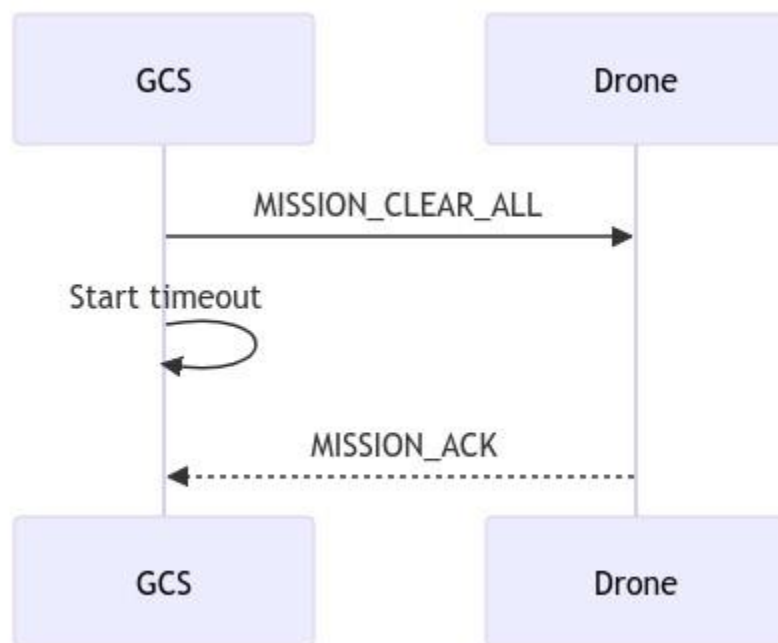 GCS
Drone
MISSION_CLEAR_ALL
Start timeout
MISSION_ACK
GCS
Drone